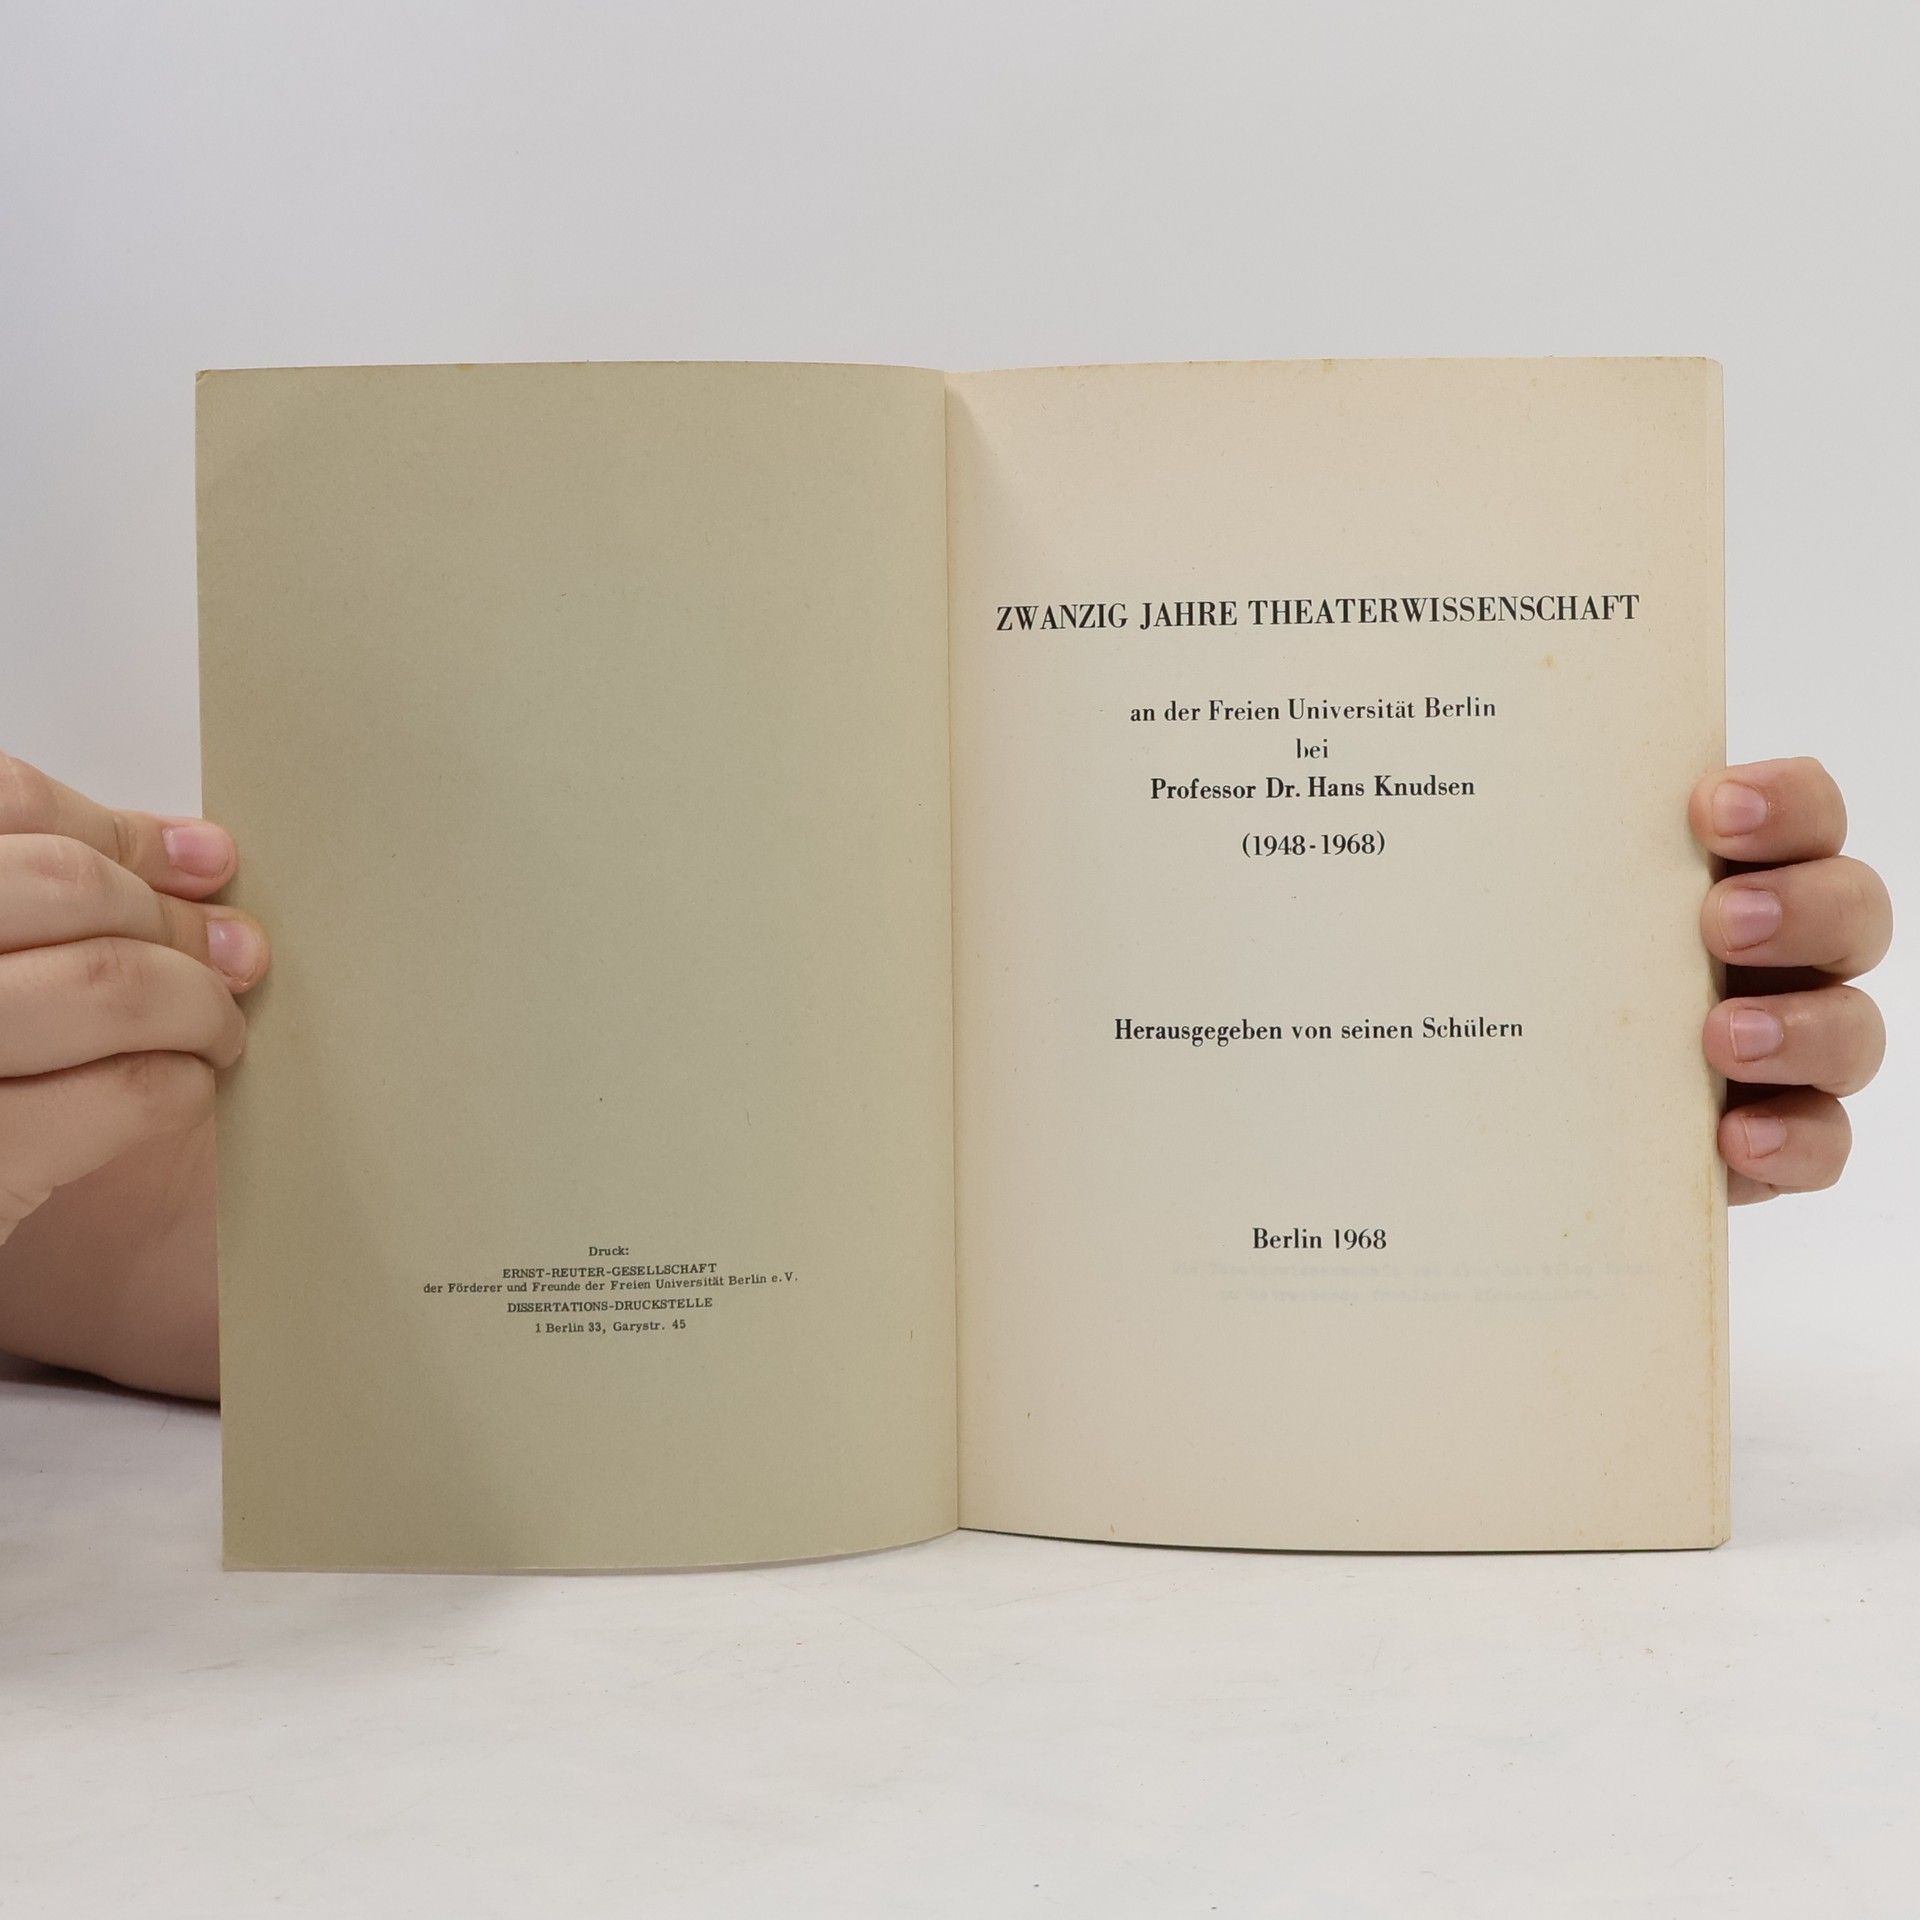 Druck:
ERNST-REUTER-GESELLSCHAFT
der Förderer und Freunde der Freien Universität Berlin e.V.
DISSERTATIONS-DRUCKSTELLE
1 Berlin 33, Garystr. 45
ZWANZIG JAHRE THEATERWISSENSCHAFT
an der Freien Universität Berlin
bei
Professor Dr. Hans Knudsen
(1948-1968)
Herausgegeben von seinen Schülern
Berlin 1968